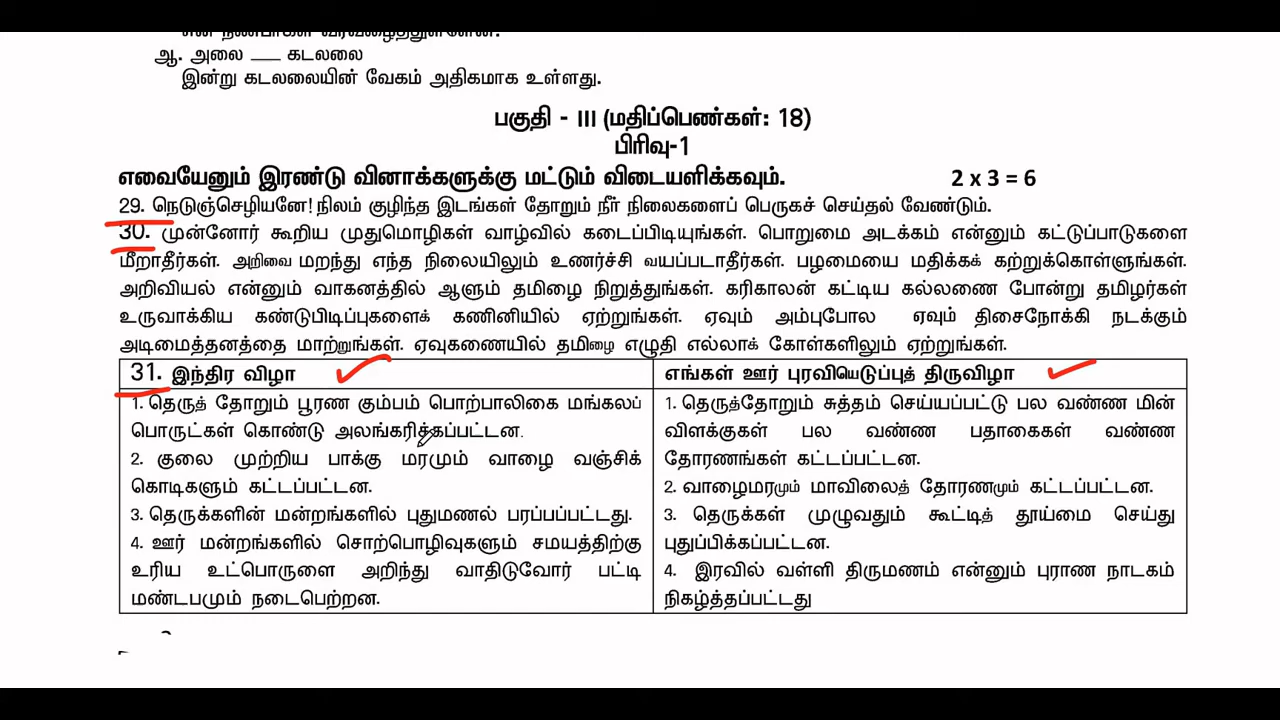 என் நண்பர்கள் வரவழைத்துள்ளேன்.
ஆ. அலை ___ கடலலை
இன்று கடலலையின் வேகம் அதிகமாக உள்ளது.
பகுதி - III (மதிப்பெண்கள்: 18)
பிரிவு-1
எவையேனும் இரண்டு வினாக்களுக்கு மட்டும் விடையளிக்கவும். 2 x 3 = 6
29. நெடுஞ்செழியனே! நிலம் குழிந்த இடங்கள் தோறும் நீர் நிலைகளைப் பெருகச் செய்தல் வேண்டும்.
30. முன்னோர் கூறிய முதுமொழிகள் வாழ்வில் கடைப்பிடியுங்கள். பொறுமை அடக்கம் என்னும் கட்டுப்பாடுகளை
மீறாதீர்கள். அறிவை மறந்து எந்த நிலையிலும் உணர்ச்சி வயப்படாதீர்கள். பழமையை மதிக்கக் கற்றுக்கொள்ளுங்கள்.
அறிவியல் என்னும் வாகனத்தில் ஆளும் தமிழை நிறுத்துங்கள். கரிகாலன் கட்டிய கல்லணை போன்று தமிழர்கள்
உருவாக்கிய கண்டுபிடிப்புகளைக் கணினியில் ஏற்றுங்கள். ஏவும் அம்புபோல ஏவும் திசைநோக்கி நடக்கும்
அடிமைத்தனத்தை மாற்றுங்கள். ஏவுகணையில் தமிழை எழுதி எல்லாக் கோள்களிலும் ஏற்றுங்கள்.
31. இந்திர விழா
1. தெருத் தோறும் பூரண கும்பம் பொற்பாலிகை மங்கலப்
பொருட்கள் கொண்டு அலங்கரிக்கப்பட்டன.
2. குலை முற்றிய பாக்கு மரமும் வாழை வஞ்சிக்
கொடிகளும் கட்டப்பட்டன.
3. தெருக்களின் மன்றங்களில் புதுமணல் பரப்பப்பட்டது.
4. ஊர் மன்றங்களில் சொற்பொழிவுகளும் சமயத்திற்கு
உரிய உட்பொருளை அறிந்து வாதிடுவோர் பட்டி
மண்டபமும் நடைபெற்றன.
எங்கள் ஊர் புரவியெடுப்புத் திருவிழா
1. தெருத்தோறும் சுத்தம் செய்யப்பட்டு பல வண்ண மின்
விளக்குகள் பல வண்ண பதாகைகள் வண்ண
தோரணங்கள் கட்டப்பட்டன.
2. வாழைமரமும் மாவிலைத் தோரணமும் கட்டப்பட்டன.
3. தெருக்கள் முழுவதும் கூட்டித் தூய்மை செய்து
புதுப்பிக்கப்பட்டன.
4. இரவில் வள்ளி திருமணம் என்னும் புராண நாடகம்
நிகழ்த்தப்பட்டது